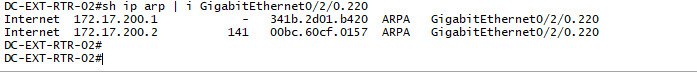 DC-EXT-RTR-02#sh ip arp | i GigabitEthernet0/2/0.220
Internet  172.17.200.1            -   341b.2d01.b420  ARPA   GigabitEthernet0/2/0.220
Internet  172.17.200.2          141   00bc.60cf.0157  ARPA   GigabitEthernet0/2/0.220
DC-EXT-RTR-02#
DC-EXT-RTR-02#